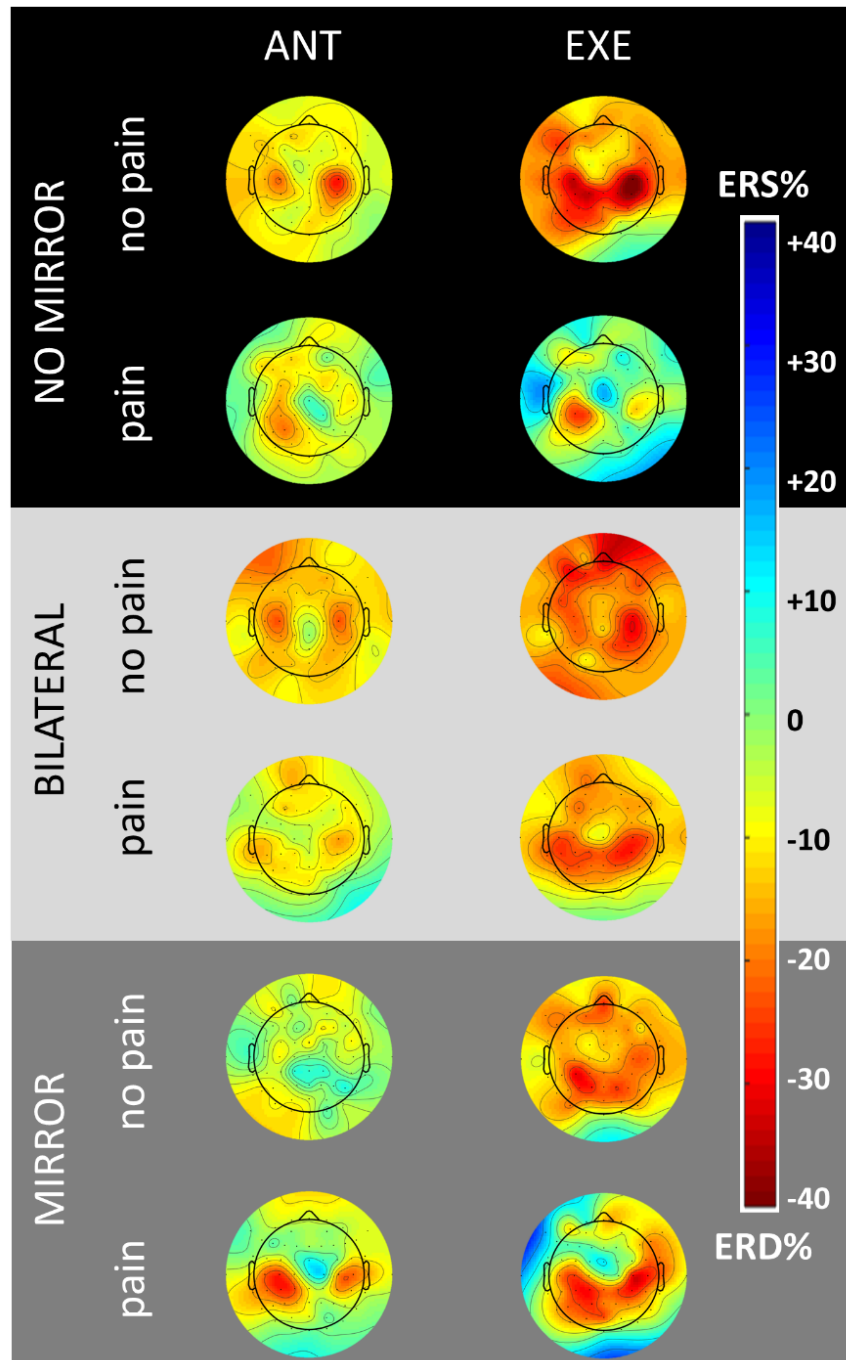 ANT
EXE
NO MIRROR
no pain
pain
BILATERAL
no pain
pain
MIRROR
no pain
pain
ERS%
+40
+30
+20
+10
0
-10
-20
-30
-40
ERD%